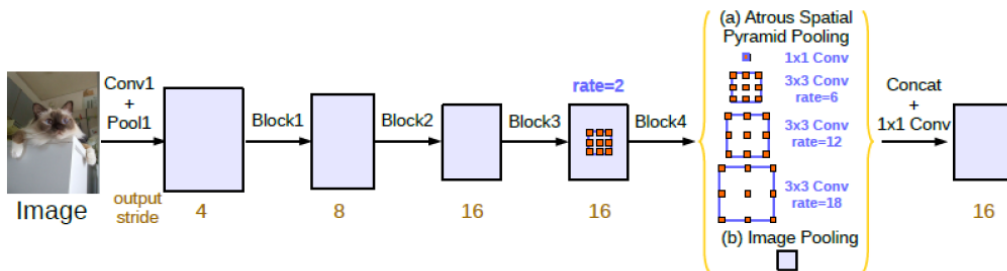 Image
Conv1
+
Pool1
output
stride
4
Block1
8
Block2
16
Block3
rate=2
16
Block4
(a) Atrous Spatial
Pyramid Pooling
1x1 Conv
3x3 Conv
rate=6
3x3 Conv
rate=12
3x3 Conv
rate=18
(b) Image Pooling
Concat
+
1x1 Conv
16